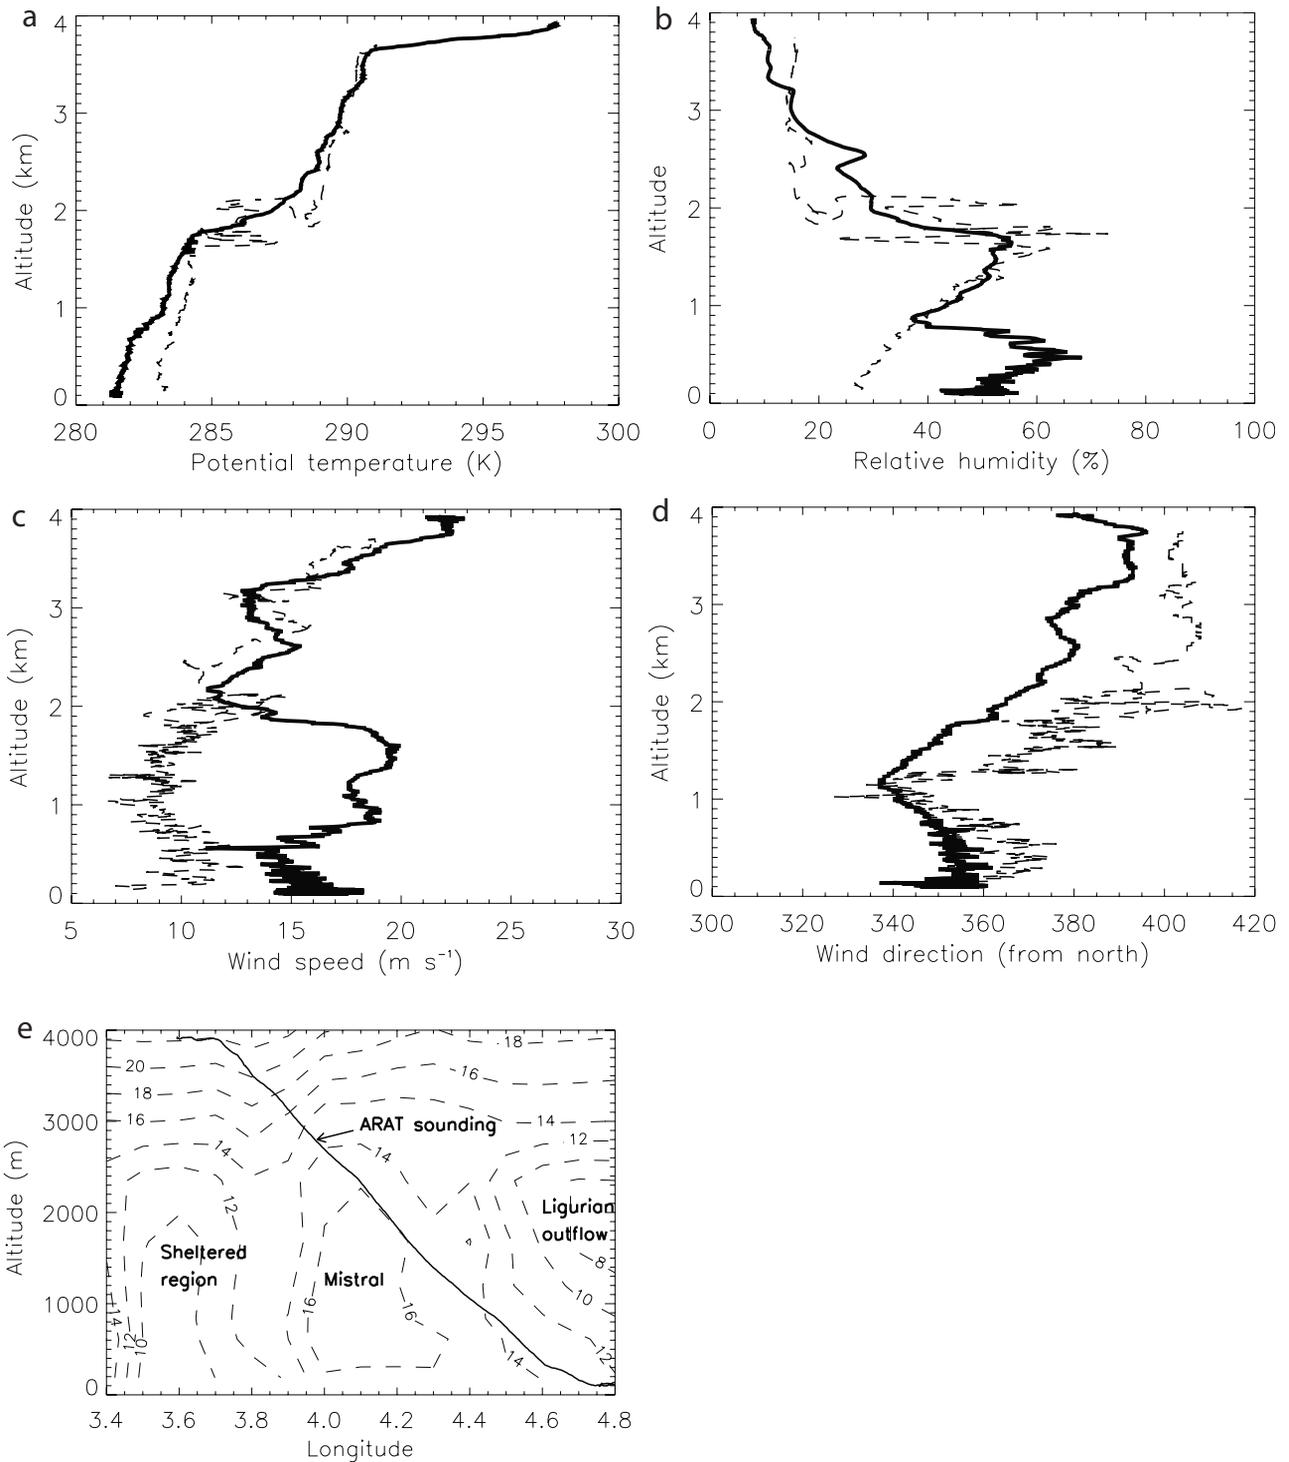 a
4
3
2
1
0
Altitude (km)
280 285 290 295 300
Potential temperature (K)
b
4
3
2
1
0
Altitude
0 20 40 60 80 100
Relative humidity (%)
c
4
3
2
1
0
Altitude (km)
5 10 15 20 25 30
Wind speed (m s⁻¹)
d
4
3
2
1
0
Altitude (km)
300 320 340 360 380 400 420
Wind direction (from north)
e
4000
3000
2000
1000
0
Altitude (m)
18
20
16
18
16
ARAT sounding
14
12
14
14
12
Ligurian
outflow
Sheltered
region
Mistral
8
10
16
16
14
12
10
14
12
3.4 3.6 3.8 4.0 4.2 4.4 4.6 4.8
Longitude